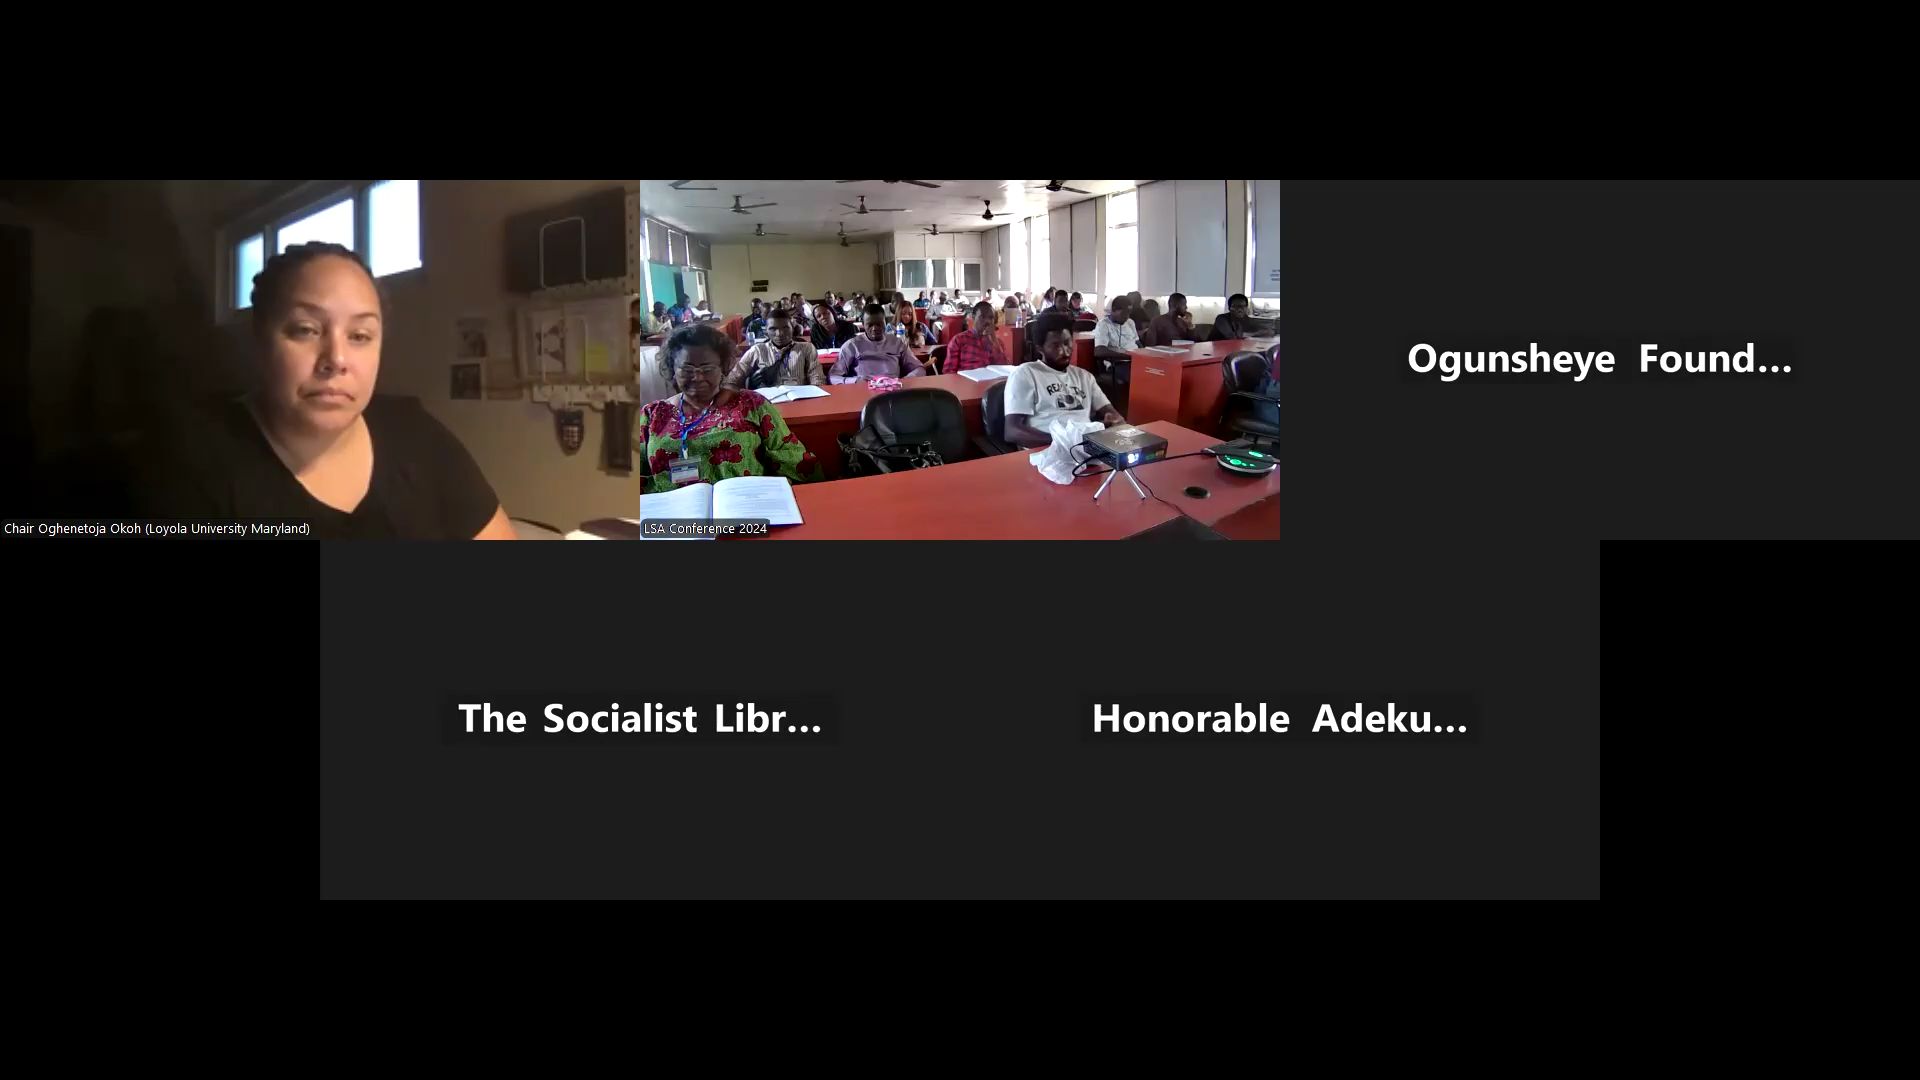 Ogunsheye Found...
Chair Oghenetoja Okoh (Loyola University Maryland)
LSA Conference 2024
The Socialist Libr...
Honorable Adeku...